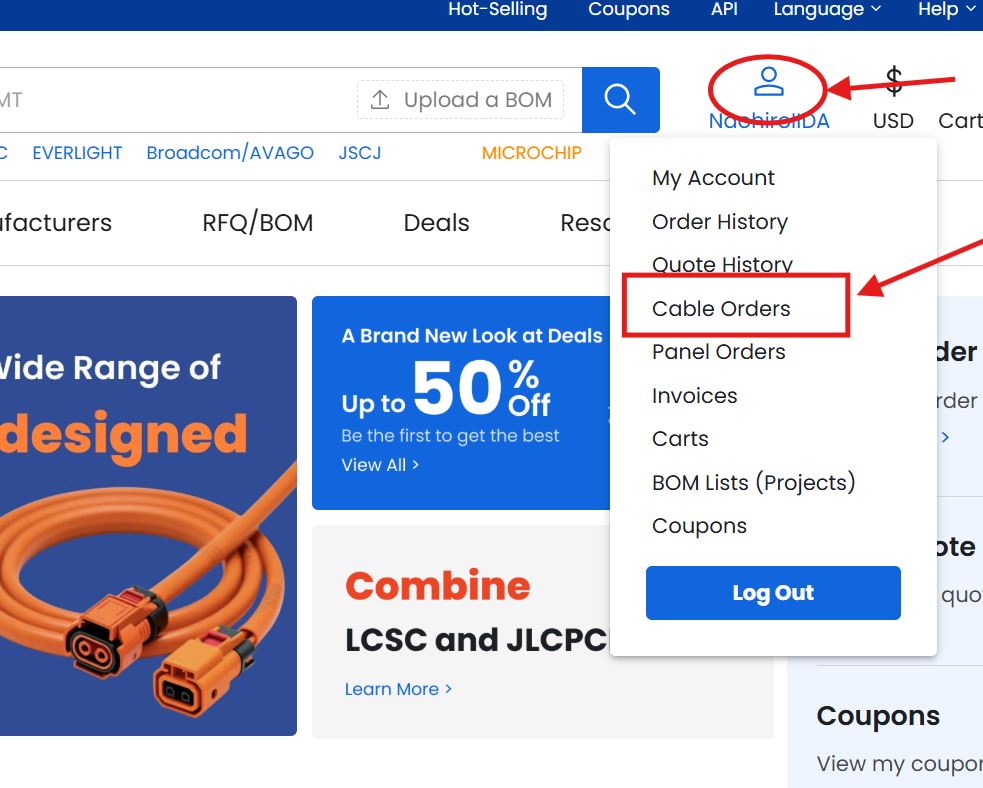 Hot-Selling Coupons API Language Help
MT Upload a BOM
NaohiroIIDA USD Cart
C EVERLIGHT Broadcom/AVAGO JSCJ MICROCHIP
ufacturers RFQ/BOM Deals Reso
My Account
Order History
Quote History
Cable Orders
Panel Orders
Invoices
Carts
BOM Lists (Projects)
Coupons
Log Out
Wide Range of
designed
A Brand New Look at Deals
Up to 50% Off
Be the first to get the best
View All >
Combine
LCSC and JLCPC
Learn More >
der
rder
>
ote
quo
Coupons
View my coupon